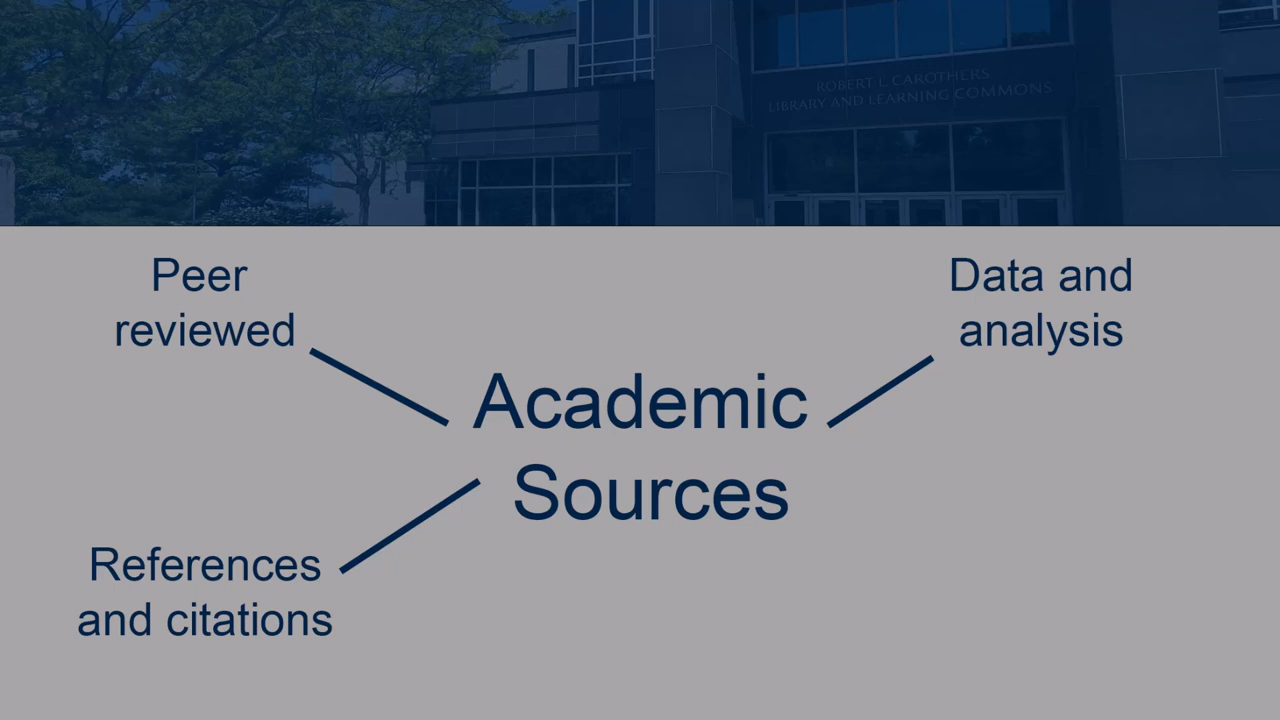 ROBERT L. CAROTHERS
LIBRARY AND LEARNING COMMONS
Peer
reviewed
Data and
analysis
Academic
Sources
References
and citations